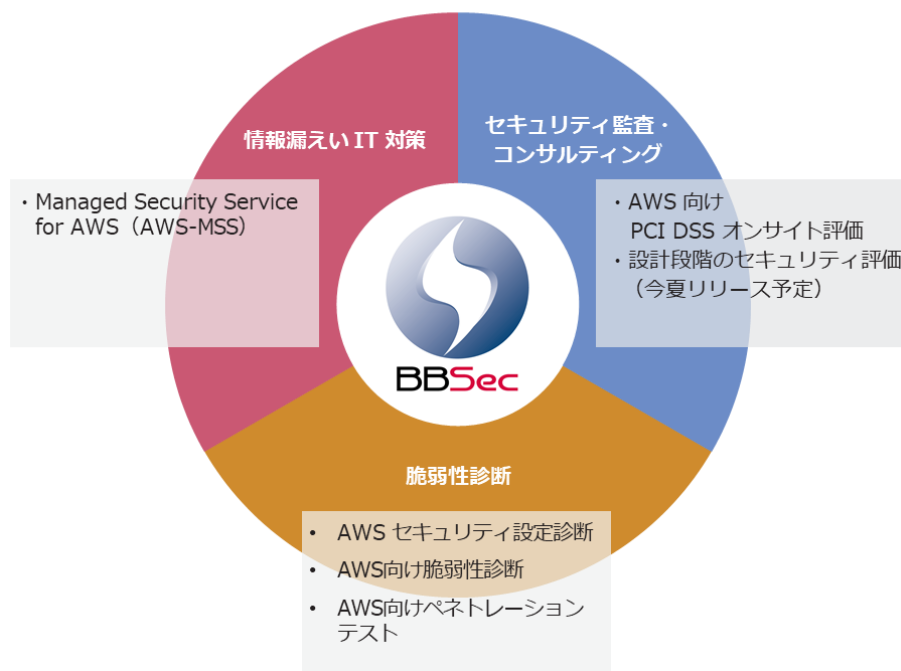 情報漏えいIT 対策
・Managed Security Service
for AWS（AWS-MSS）
セキュリティ監査・
コンサルティング
・AWS 向け
PCI DSS オンサイト評価
・設計段階のセキュリティ評価
（今夏リリース予定）
BBSec
脆弱性診断
• AWS セキュリティ設定診断
• AWS向け脆弱性診断
• AWS向けペネトレーション
テスト